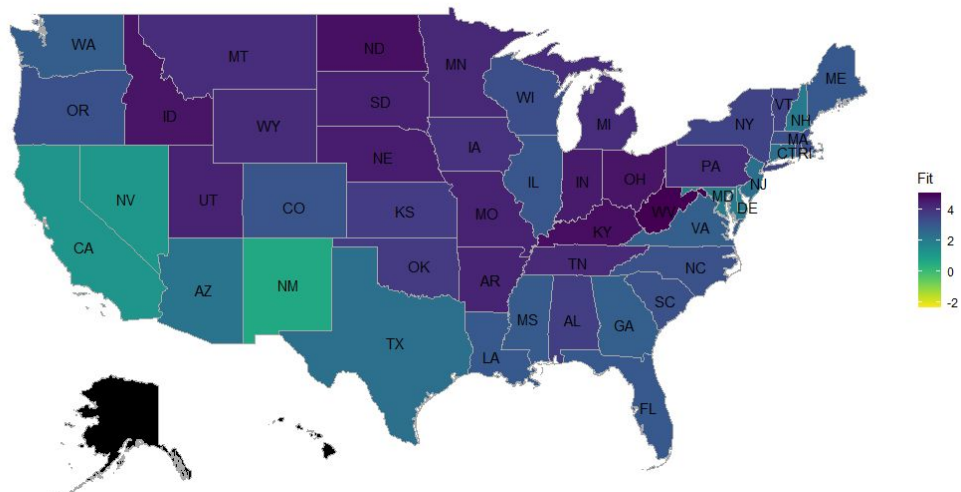 WA
ND
MT
MN
ME
OR
ID
SD
WI
VT
NH
WY
MI
NY
MA
CTRI
IA
NE
PA
NJ
NV
UT
IL
IN
OH
MD
DE
CO
KS
MO
WV
KY
VA
CA
TN
NC
OK
AR
AZ
NM
SC
MS
AL
GA
TX
LA
FL
Fit
4
2
0
-2